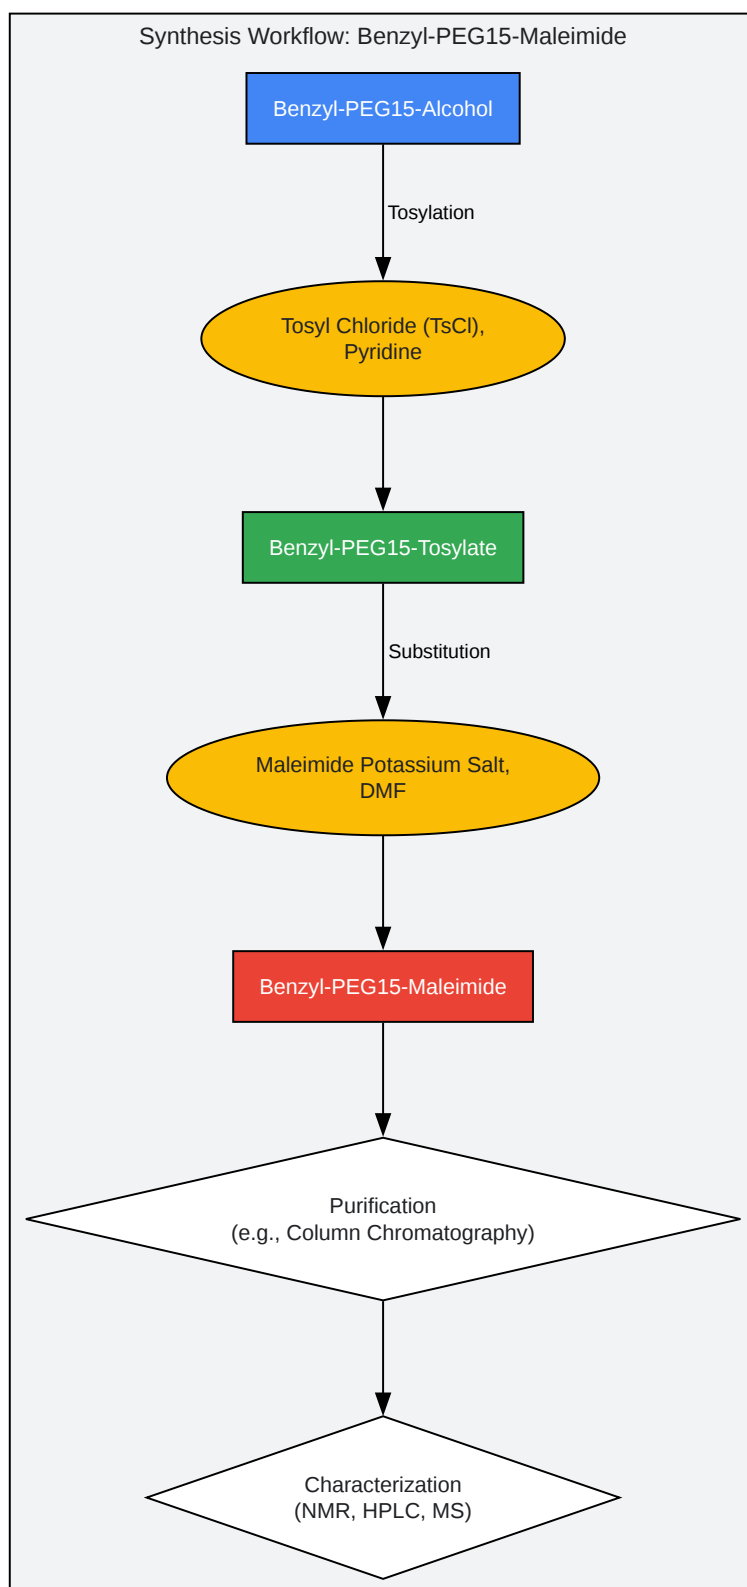 Synthesis Workflow: Benzyl-PEG15-Maleimide
Benzyl-PEG15-Alcohol
Tosylation
Tosyl Chloride (TsCl),
Pyridine
Benzyl-PEG15-Tosylate
Substitution
Maleimide Potassium Salt,
DMF
Benzyl-PEG15-Maleimide
Purification
(e.g., Column Chromatography)
Characterization
(NMR, HPLC, MS)